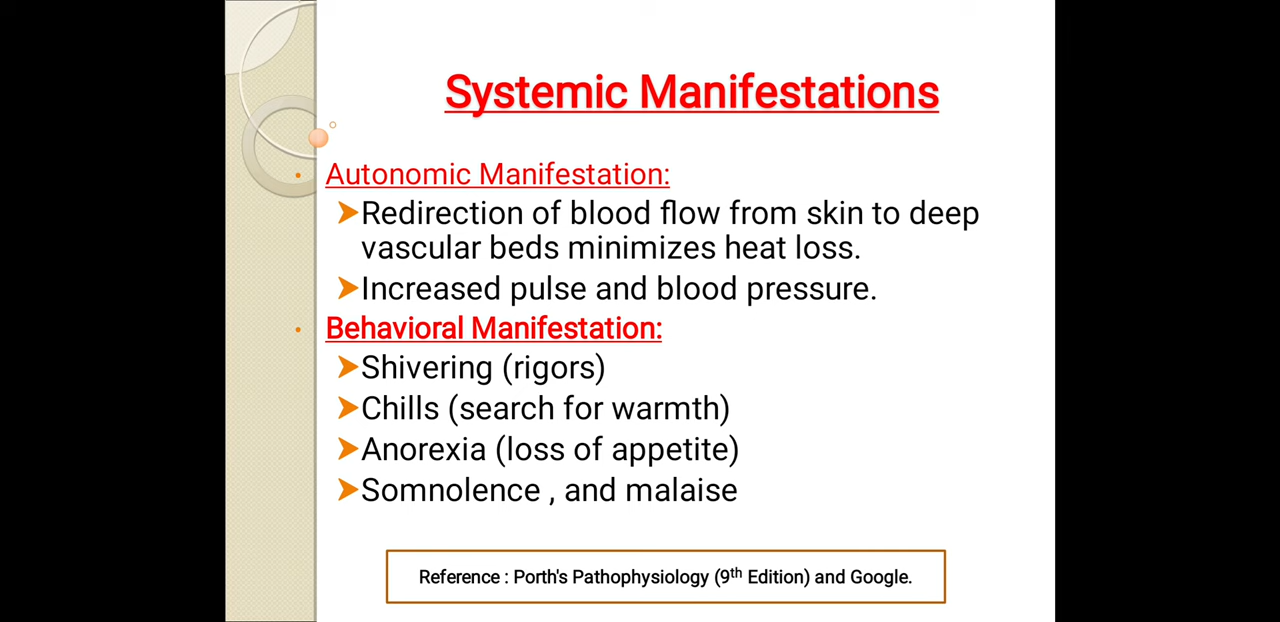 Systemic Manifestations
• Autonomic Manifestation:
➤Redirection of blood flow from skin to deep
vascular beds minimizes heat loss.
➤Increased pulse and blood pressure.
• Behavioral Manifestation:
➤Shivering (rigors)
➤Chills (search for warmth)
➤Anorexia (loss of appetite)
➤Somnolence , and malaise
Reference : Porth's Pathophysiology (9th Edition) and Google.